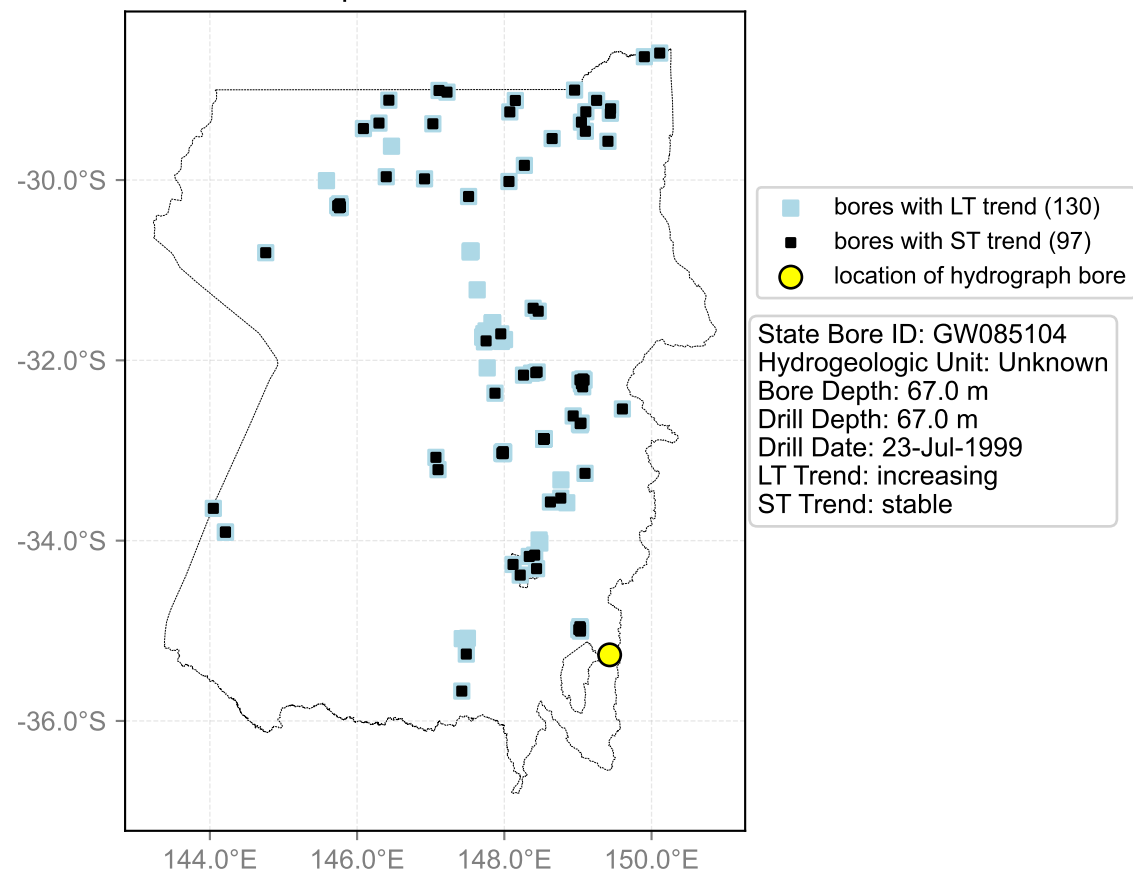 -30.0°S
-32.0°S
-34.0°S
-36.0°S
144.0°E 146.0°E 148.0°E 150.0°E
bores with LT trend (130)
bores with ST trend (97)
location of hydrograph bore
State Bore ID: GW085104
Hydrogeologic Unit: Unknown
Bore Depth: 67.0 m
Drill Depth: 67.0 m
Drill Date: 23-Jul-1999
LT Trend: increasing
ST Trend: stable